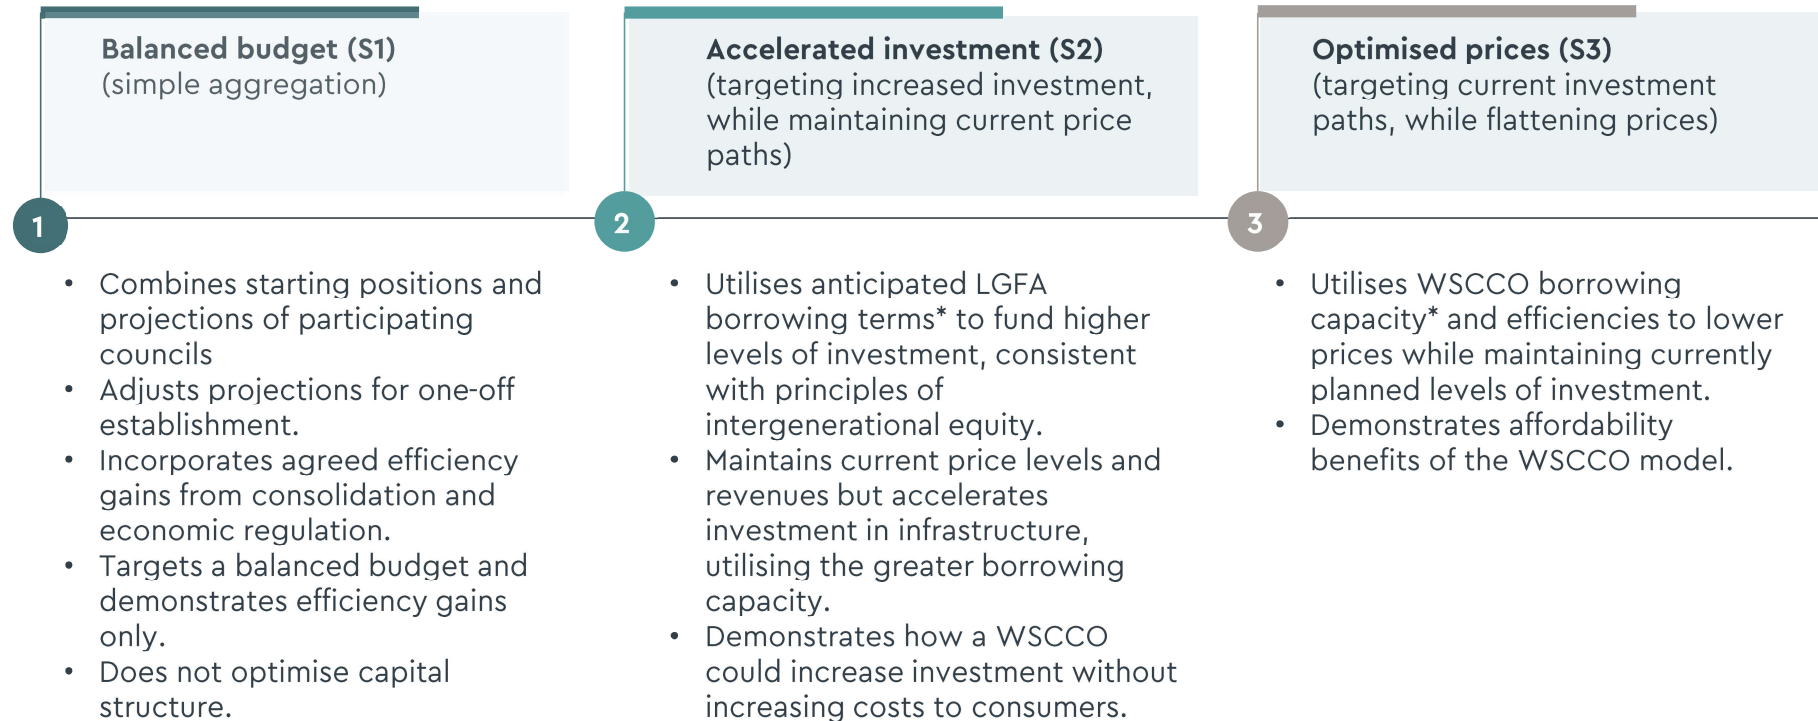 Balanced budget (S1)
(simple aggregation)
1
• Combines starting positions and
projections of participating
councils
• Adjusts projections for one-off
establishment.
• Incorporates agreed efficiency
gains from consolidation and
economic regulation.
• Targets a balanced budget and
demonstrates efficiency gains
only.
• Does not optimise capital
structure.
Accelerated investment (S2)
(targeting increased investment,
while maintaining current price
paths)
2
• Utilises anticipated LGFA
borrowing terms* to fund higher
levels of investment, consistent
with principles of
intergenerational equity.
• Maintains current price levels and
revenues but accelerates
investment in infrastructure,
utilising the greater borrowing
capacity.
• Demonstrates how a WSCCO
could increase investment without
increasing costs to consumers.
Optimised prices (S3)
(targeting current investment
paths, while flattening prices)
3
• Utilises WSCCO borrowing
capacity* and efficiencies to lower
prices while maintaining currently
planned levels of investment.
• Demonstrates affordability
benefits of the WSCCO model.